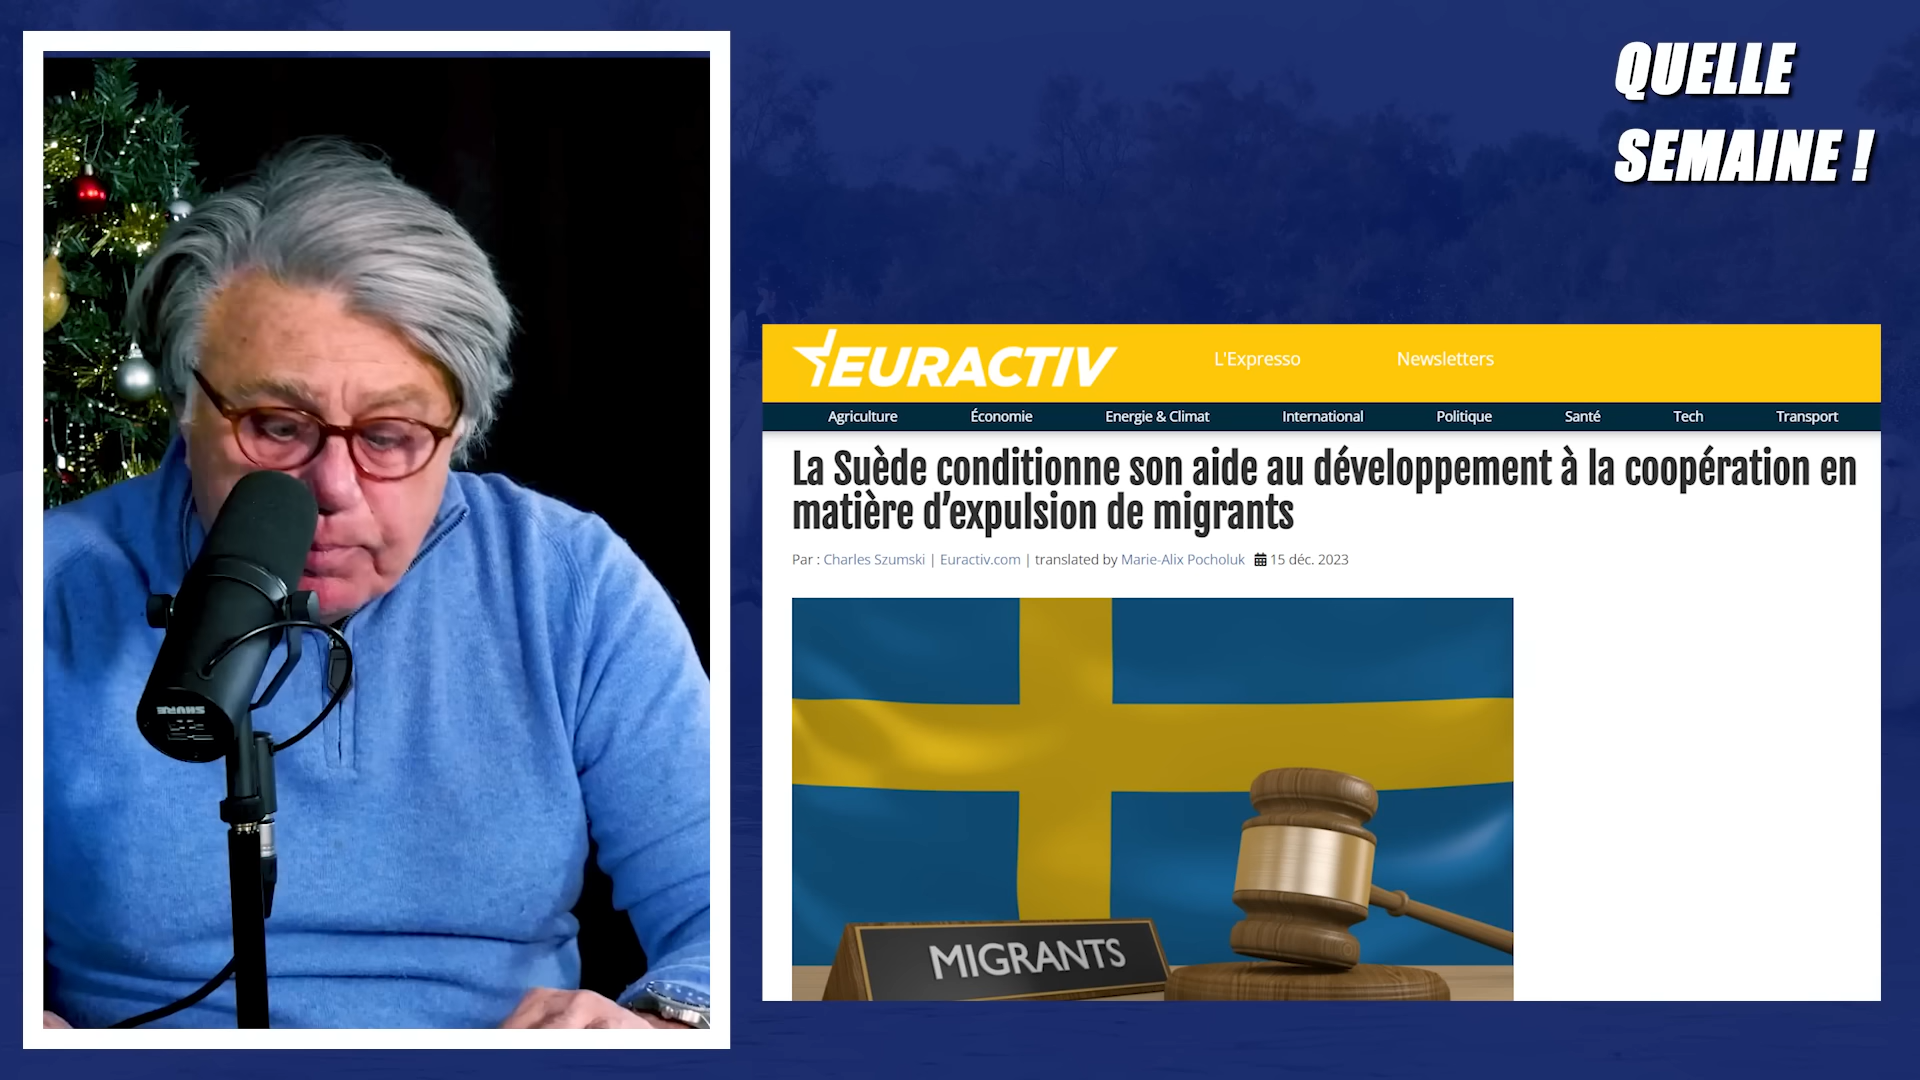 QUELLE
SEMAINE !
EURACTIV
L'Expresso
Newsletters
Agriculture
Économie
Energie & Climat
International
Politique
Santé
Tech
Transport
La Suède conditionne son aide au développement à la coopération en
matière d’expulsion de migrants
Par : Charles Szumski | Euractiv.com | translated by Marie-Alix Pocholuk 15 déc. 2023
MIGRANTS
SHURE